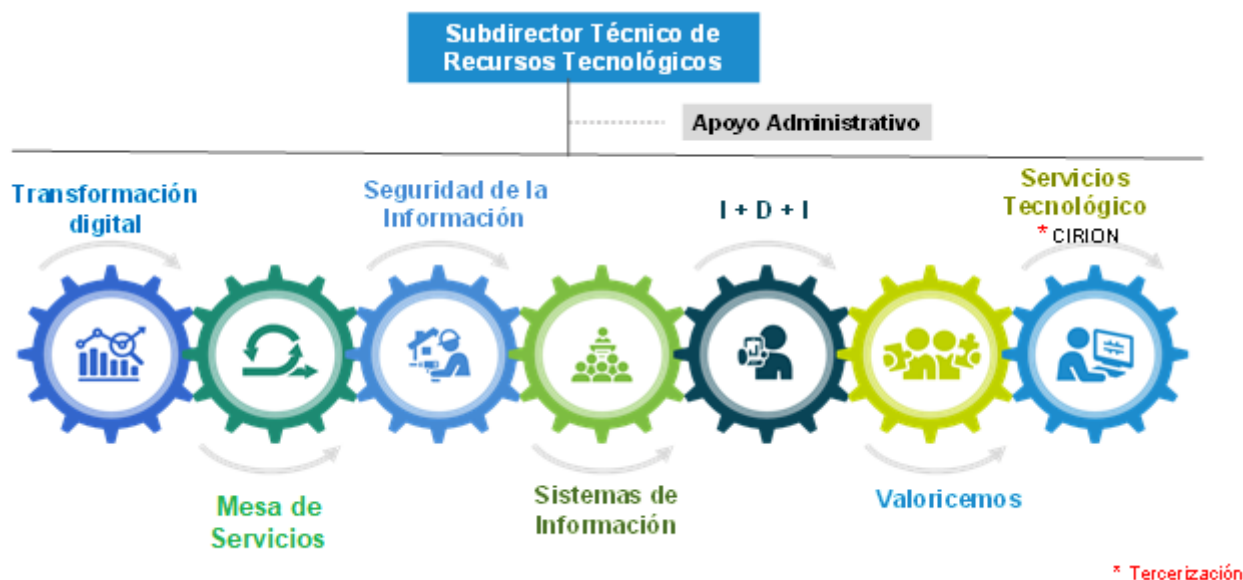 Subdirector Técnico de
Recursos Tecnológicos
Apoyo Administrativo
Transformación
digital
Seguridad de la
Información
I + D + I
Servicios
Tecnológico
* CIRION
Mesa de
Servicios
Sistemas de
Información
Valoricemos
* Tercerización